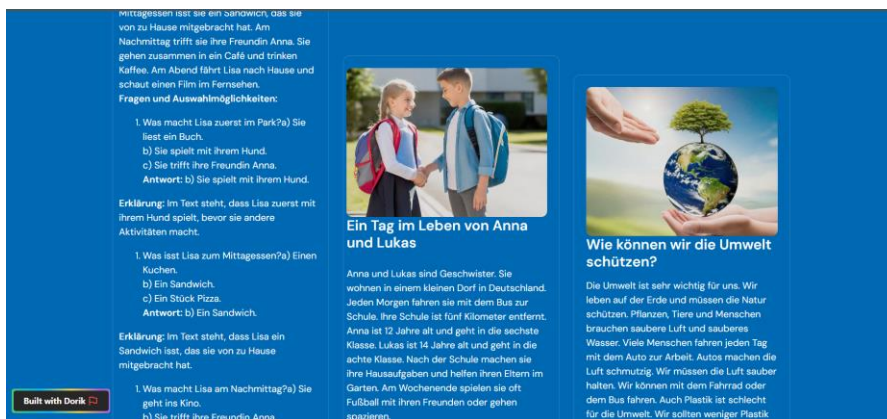 Mittagessen isst sie ein Sandwich, das sie
von zu Hause mitgebracht hat. Am
Nachmittag trifft sie ihre Freundin Anna. Sie
gehen zusammen in ein Café und trinken
Kaffee. Am Abend fährt Lisa nach Hause und
schaut einen Film im Fernsehen.
Fragen und Auswahlmöglichkeiten:
1. Was macht Lisa zuerst im Park?a) Sie
liest ein Buch.
b) Sie spielt mit ihrem Hund.
c) Sie trifft ihre Freundin Anna.
Antwort: b) Sie spielt mit ihrem Hund.
Erklärung: Im Text steht, dass Lisa zuerst mit
ihrem Hund spielt, bevor sie andere
Aktivitäten macht.
1. Was isst Lisa zum Mittagessen?a) Einen
Kuchen.
b) Ein Sandwich.
c) Ein Stück Pizza.
Antwort: b) Ein Sandwich.
Erklärung: Im Text steht, dass Lisa ein
Sandwich isst, das sie von zu Hause
mitgebracht hat.
1. Was macht Lisa am Nachmittag?a) Sie
geht ins Kino.
b) Sie trifft ihre Freundin Anna.
Ein Tag im Leben von Anna
und Lukas
Anna und Lukas sind Geschwister. Sie
wohnen in einem kleinen Dorf in Deutschland.
Jeden Morgen fahren sie mit dem Bus zur
Schule. Ihre Schule ist fünf Kilometer entfernt.
Anna ist 12 Jahre alt und geht in die sechste
Klasse. Lukas ist 14 Jahre alt und geht in die
achte Klasse. Nach der Schule machen sie
ihre Hausaufgaben und helfen ihren Eltern im
Garten. Am Wochenende spielen sie oft
Fußball mit ihren Freunden oder gehen
spazieren.
Wie können wir die Umwelt
schützen?
Die Umwelt ist sehr wichtig für uns. Wir
leben auf der Erde und müssen die Natur
schützen. Pflanzen, Tiere und Menschen
brauchen saubere Luft und sauberes
Wasser. Viele Menschen fahren jeden Tag
mit dem Auto zur Arbeit. Autos machen die
Luft schmutzig. Wir müssen die Luft sauber
halten. Wir können mit dem Fahrrad oder
dem Bus fahren. Auch Plastik ist schlecht
für die Umwelt. Wir sollten weniger Plastik
Built with Dorik